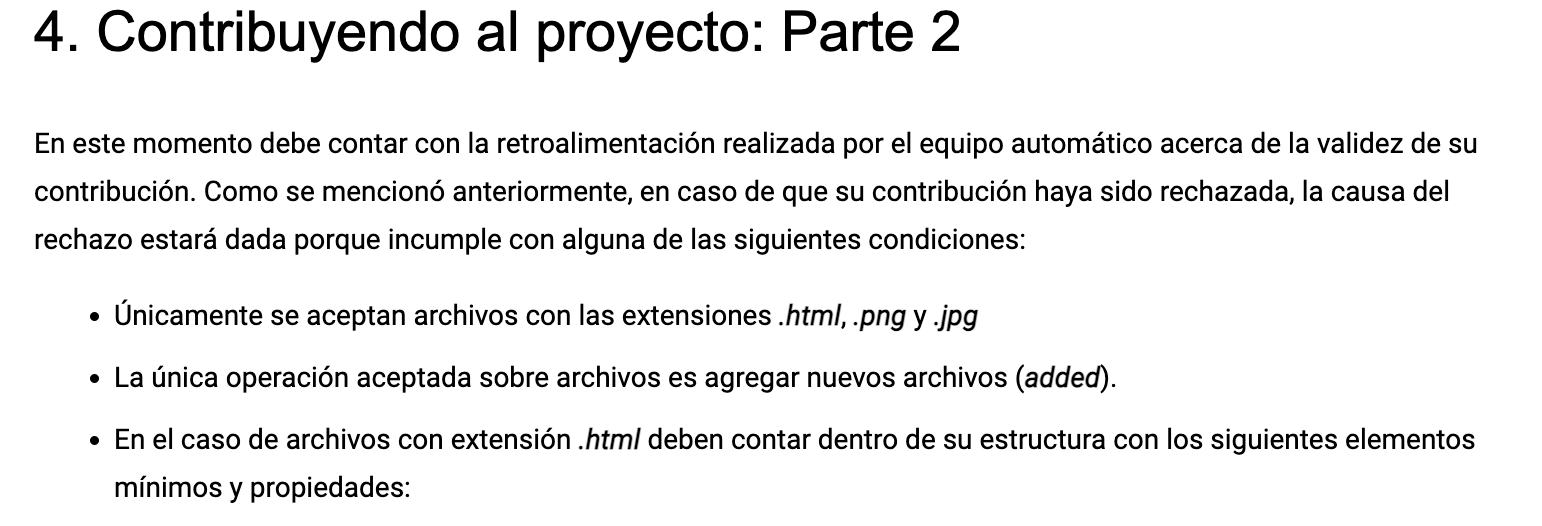 4. Contribuyendo al proyecto: Parte 2
En este momento debe contar con la retroalimentación realizada por el equipo automático acerca de la validez de su
contribución. Como se mencionó anteriormente, en caso de que su contribución haya sido rechazada, la causa del
rechazo estará dada porque incumple con alguna de las siguientes condiciones:
• Únicamente se aceptan archivos con las extensiones .html, .png y .jpg
• La única operación aceptada sobre archivos es agregar nuevos archivos (added).
• En el caso de archivos con extensión .html deben contar dentro de su estructura con los siguientes elementos
mínimos y propiedades: